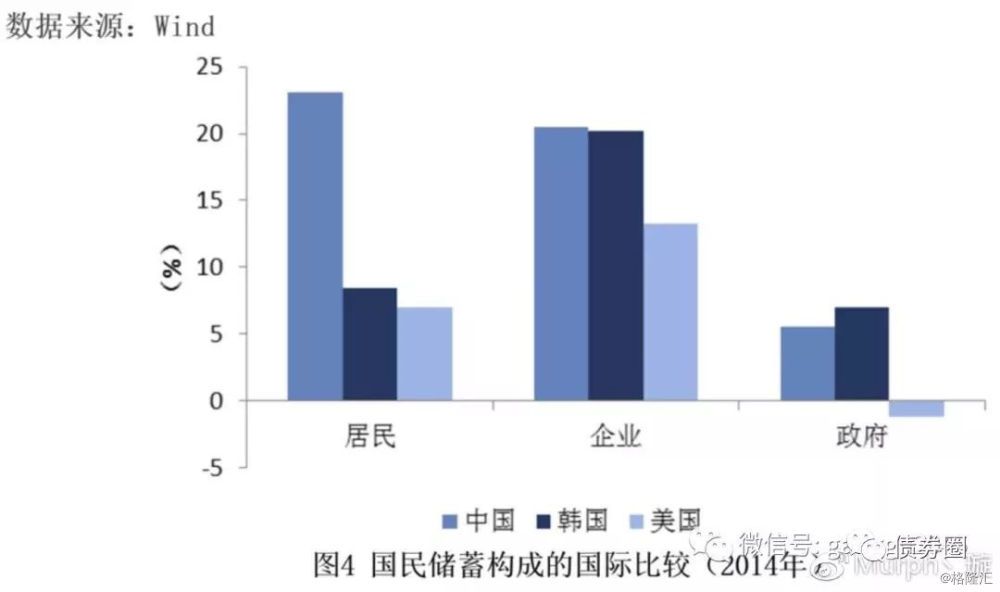 数据来源：Wind
25
20
15
10
5
0
-5
（%）
居民 企业 政府
中国 韩国 美国
微信号: 债券圈
图4 国民储蓄构成的国际比较（2014年）
@格隆汇